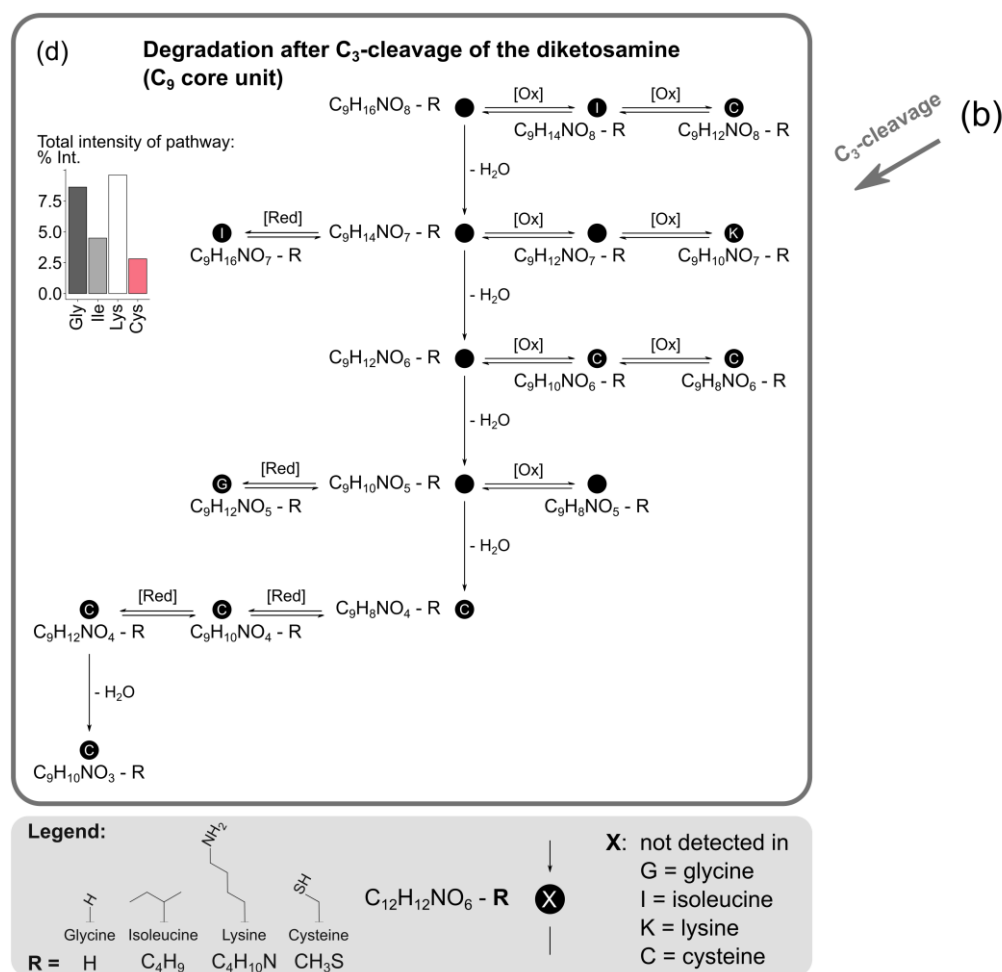 (d) Degradation after C₃-cleavage of the diketosamine
(C₉ core unit)
C₃-cleavage
(b)
Total intensity of pathway:
% Int.
7.5
5.0
2.5
0.0
Gly
Ile
Lys
Cys
C₉H₁₆NO₈ - R [Ox] I [Ox] C
C₉H₁₄NO₈ - R C₉H₁₂NO₈ - R
- H₂O
I [Red] C₉H₁₄NO₇ - R [Ox] [Ox] K
C₉H₁₆NO₇ - R C₉H₁₂NO₇ - R C₉H₁₀NO₇ - R
- H₂O
C₉H₁₂NO₆ - R [Ox] C [Ox] C
C₉H₁₀NO₆ - R C₉H₈NO₆ - R
- H₂O
G [Red] C₉H₁₀NO₅ - R [Ox]
C₉H₁₂NO₅ - R C₉H₈NO₅ - R
- H₂O
C [Red] C [Red] C₉H₈NO₄ - R C
C₉H₁₂NO₄ - R C₉H₁₀NO₄ - R
- H₂O
C
C₉H₁₀NO₃ - R
Legend:
H
NH₂
SH
Glycine Isoleucine Lysine Cysteine
R = H C₄H₉ C₄H₁₀N CH₃S
C₁₂H₁₂NO₆ - R X
X: not detected in
G = glycine
I = isoleucine
K = lysine
C = cysteine